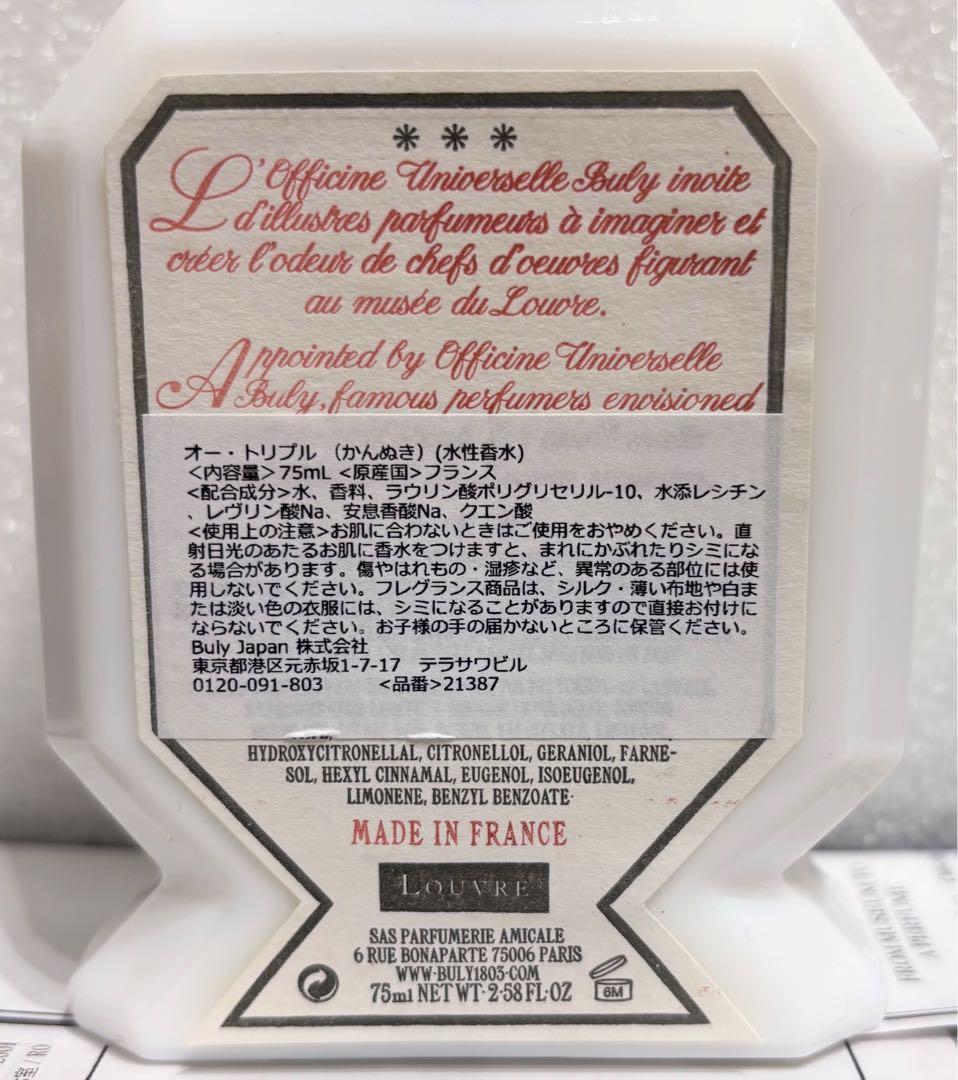 ***
L'Officine Universelle Buly invite
d'illustres parfumeurs à imaginer et
créer l'odeur de chefs d'oeuvres figurant
au musée du Louvre.
Appointed by Officine Universelle
Buly, famous perfumers envisioned
オー・トリプル （かんぬき）(水性香水)
＜内容量＞75mL ＜原産国＞フランス
＜配合成分＞水、香料、ラウリン酸ポリグリセリル-10、水添レシチン
、レヴリン酸Na、安息香酸Na、クエン酸
＜使用上の注意＞お肌に合わないときはご使用をおやめください。直
射日光のあたるお肌に香水をつけますと、まれにかぶれたりシミにな
る場合があります。傷やはれもの・湿疹など、異常のある部位には使
用しないでください。フレグランス商品は、シルク・薄い布地や白ま
たは淡い色の衣服には、シミになることがありますので直接お付けに
ならないでください。お子様の手の届かないところに保管ください。
Buly Japan 株式会社
東京都港区元赤坂1-7-17　テラサワビル
0120-091-803　　＜品番＞21387
HYDROXYCITRONELLAL, CITRONELLOL, GERANIOL, FARNE-
SOL, HEXYL CINNAMAL, EUGENOL, ISOEUGENOL,
LIMONENE, BENZYL BENZOATE·
MADE IN FRANCE
LOUVRE
SAS PARFUMERIE AMICALE
6 RUE BONAPARTE 75006 PARIS
WWW·BULY1803·COM
75ml NET WT· 2·58 FL·OZ
6M